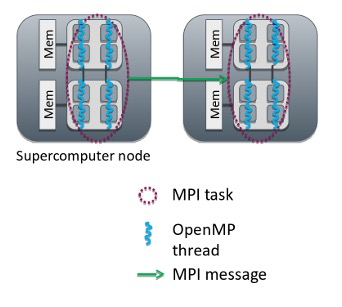 Mem
Mem
Mem
Mem
Supercomputer node
MPI task
OpenMP
thread
MPI message